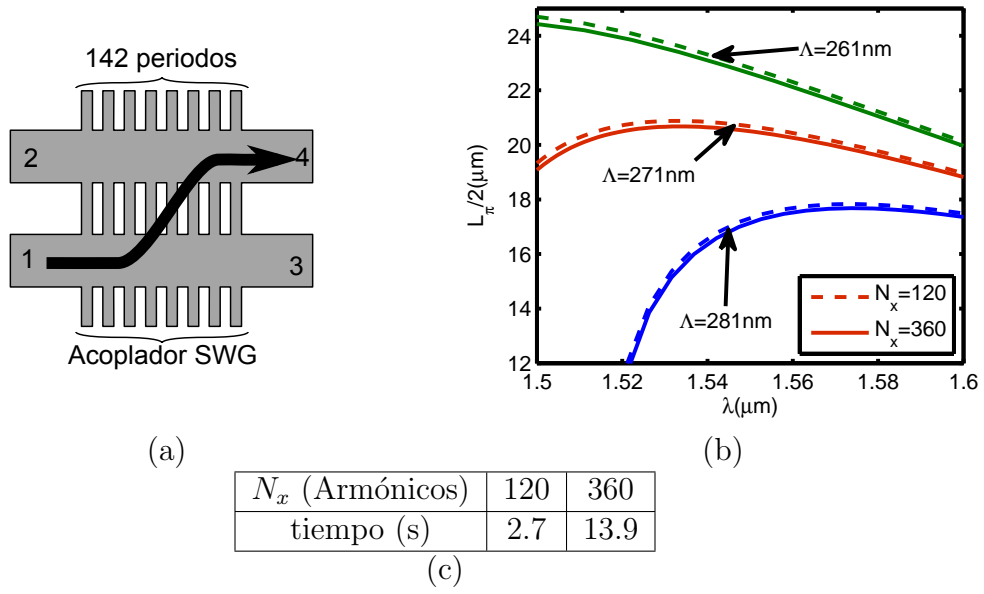 (a)
142 periodos
2
4
1
3
Acoplador SWG
(b)
L_π/2(μm)
24
22
20
18
16
14
12
1.5
1.52
1.54
1.56
1.58
1.6
λ(μm)
Λ=261nm
Λ=271nm
Λ=281nm
N_x=120
N_x=360
(a)
(b)
N_x (Armónicos) 120 360
tiempo (s) 2.7 13.9
(c)